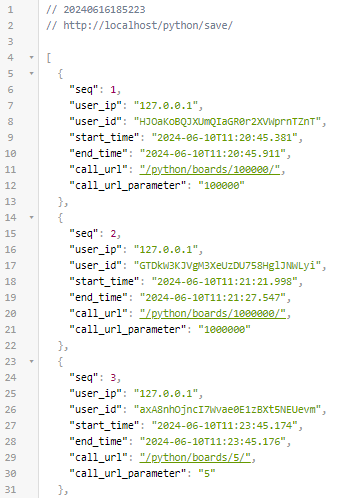 1 // 20240616185223
2 // http://localhost/python/save/
3
4 [
5 {
6 "seq": 1,
7 "user_ip": "127.0.0.1",
8 "user_id": "HJOaKoBQJXUmQIaGR0r2XVWprnTZnT",
9 "start_time": "2024-06-10T11:20:45.381",
10 "end_time": "2024-06-10T11:20:45.911",
11 "call_url": "/python/boards/100000/",
12 "call_url_parameter": "100000"
13 },
14 {
15 "seq": 2,
16 "user_ip": "127.0.0.1",
17 "user_id": "GTDkW3KJVgM3XeUzDU758HglJNWLyi",
18 "start_time": "2024-06-10T11:21:21.998",
19 "end_time": "2024-06-10T11:21:27.547",
20 "call_url": "/python/boards/1000000/",
21 "call_url_parameter": "1000000"
22 },
23 {
24 "seq": 3,
25 "user_ip": "127.0.0.1",
26 "user_id": "axA8nhOjncI7Wvae0E1zBXt5NEUevm",
27 "start_time": "2024-06-10T11:23:45.174",
28 "end_time": "2024-06-10T11:23:45.176",
29 "call_url": "/python/boards/5/",
30 "call_url_parameter": "5"
31 },